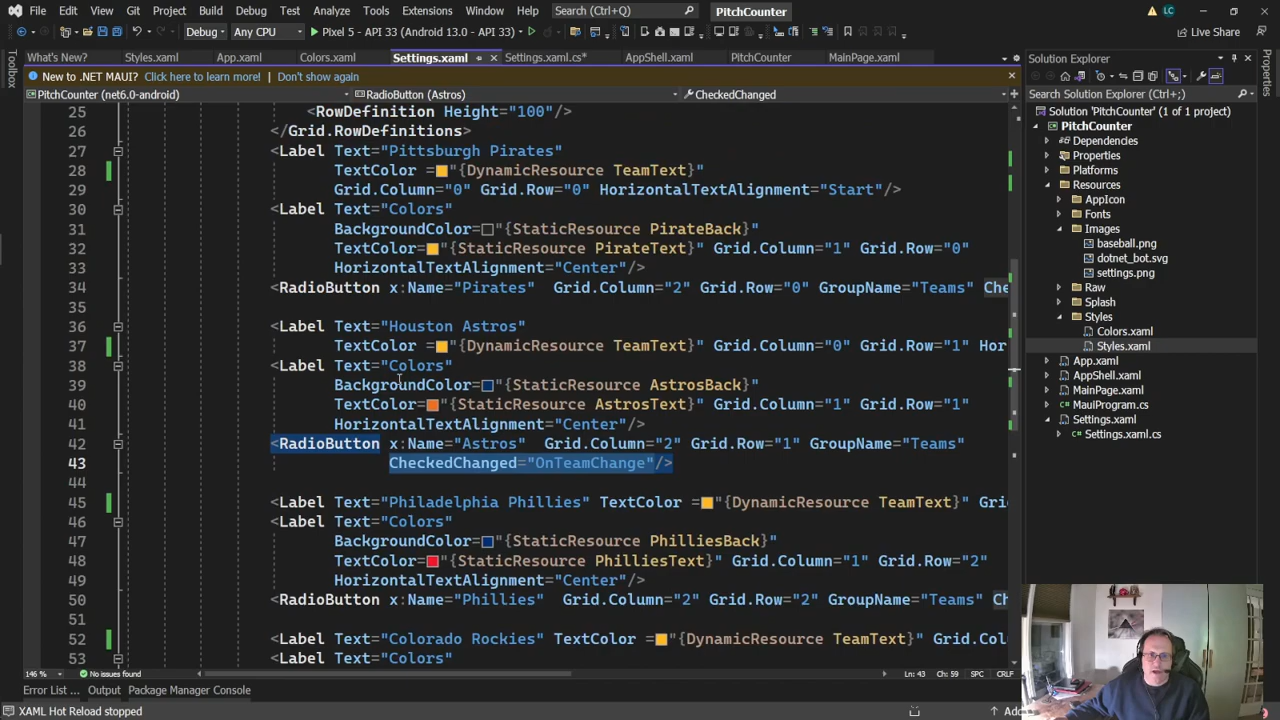 File Edit View Git Project Build Debug Test Analyze Tools Extensions Window Help Search (Ctrl+Q) PitchCounter LC
Debug Any CPU Pixel 5 - API 33 (Android 13.0 - API 33) Live Share
What's New? Styles.xaml App.xaml Colors.xaml Settings.xaml Settings.xaml.cs* AppShell.xaml PitchCounter MainPage.xaml
New to .NET MAUI? Click here to learn more! Don't show again
PitchCounter (net6.0-android) RadioButton (Astros) CheckedChanged
25 <RowDefinition Height="100"/>
26 </Grid.RowDefinitions>
27 <Label Text="Pittsburgh Pirates"
28 TextColor ="{DynamicResource TeamText}"
29 Grid.Column="0" Grid.Row="0" HorizontalTextAlignment="Start"/>
30 <Label Text="Colors"
31 BackgroundColor="{StaticResource PirateBack}"
32 TextColor="{StaticResource PirateText}" Grid.Column="1" Grid.Row="0"
33 HorizontalTextAlignment="Center"/>
34 <RadioButton x:Name="Pirates" Grid.Column="2" Grid.Row="0" GroupName="Teams" Che
35
36 <Label Text="Houston Astros"
37 TextColor ="{DynamicResource TeamText}" Grid.Column="0" Grid.Row="1" Hor
38 <Label Text="Colors"
39 BackgroundColor="{StaticResource AstrosBack}"
40 TextColor="{StaticResource AstrosText}" Grid.Column="1" Grid.Row="1"
41 HorizontalTextAlignment="Center"/>
42 <RadioButton x:Name="Astros" Grid.Column="2" Grid.Row="1" GroupName="Teams"
43 CheckedChanged="OnTeamChange"/>
44
45 <Label Text="Philadelphia Phillies" TextColor ="{DynamicResource TeamText}" Gri
46 <Label Text="Colors"
47 BackgroundColor="{StaticResource PhilliesBack}"
48 TextColor="{StaticResource PhilliesText}" Grid.Column="1" Grid.Row="2"
49 HorizontalTextAlignment="Center"/>
50 <RadioButton x:Name="Phillies" Grid.Column="2" Grid.Row="2" GroupName="Teams" Ch
51
52 <Label Text="Colorado Rockies" TextColor ="{DynamicResource TeamText}" Grid.Col
53 <Label Text="Colors"
146 % No issues found Ln: 43 Ch: 59 SPC CRLF
Error List ... Output Package Manager Console
XAML Hot Reload stopped
Toolbox
Solution Explorer
Search Solution Explorer (Ctrl+;)
Solution 'PitchCounter' (1 of 1 project)
PitchCounter
Dependencies
Properties
Platforms
Resources
AppIcon
Fonts
Images
baseball.png
dotnet_bot.svg
settings.png
Raw
Splash
Styles
Colors.xaml
Styles.xaml
App.xaml
AppShell.xaml
MainPage.xaml
MauiProgram.cs
Settings.xaml
Settings.xaml.cs
Properties